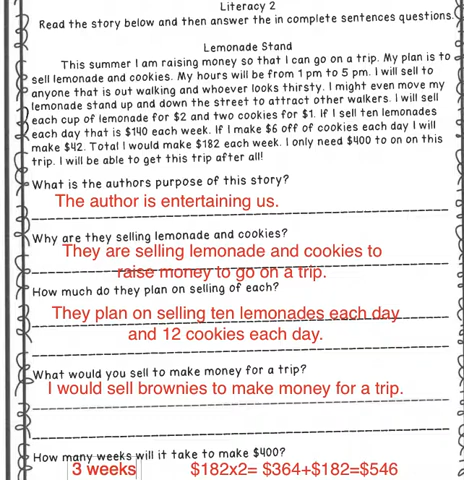 Literacy 2
Read the story below and then answer the in complete sentences questions.
Lemonade Stand
This summer I am raising money so that I can go on a trip. My plan is to
sell lemonade and cookies. My hours will be from 1 pm to 5 pm. I will sell to
anyone that is out walking and whoever looks thirsty. I might even move my
lemonade stand up and down the street to attract other walkers. I will sell
each cup of lemonade for $2 and two cookies for $1. If I sell ten lemonades
each day that is $140 each week. If I make $6 off of cookies each day I will
make $42. Total I would make $182 each week. I only need $400 to on on this
trip. I will be able to get this trip after all!
What is the authors purpose of this story?
The author is entertaining us.
Why are they selling lemonade and cookies?
They are selling lemonade and cookies to
raise money to go on a trip.
How much do they plan on selling of each?
They plan on selling ten lemonades each day
and 12 cookies each day.
What would you sell to make money for a trip?
I would sell brownies to make money for a trip.
How many weeks will it take to make $400?
3 weeks $182x2= $364+$182=$546